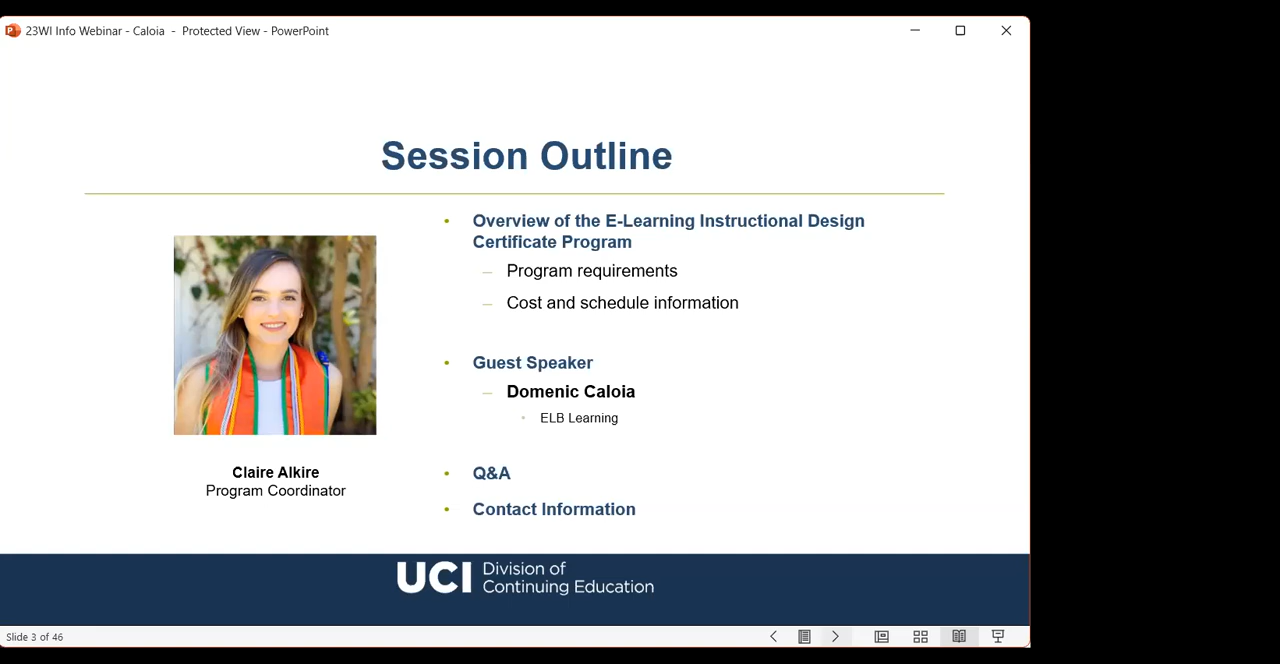 23WI Info Webinar - Caloia - Protected View - PowerPoint
Session Outline
• Overview of the E-Learning Instructional Design
Certificate Program
– Program requirements
– Cost and schedule information
• Guest Speaker
– Domenic Caloia
• ELB Learning
• Q&A
• Contact Information
Claire Alkire
Program Coordinator
UCI Division of
Continuing Education
Slide 3 of 46